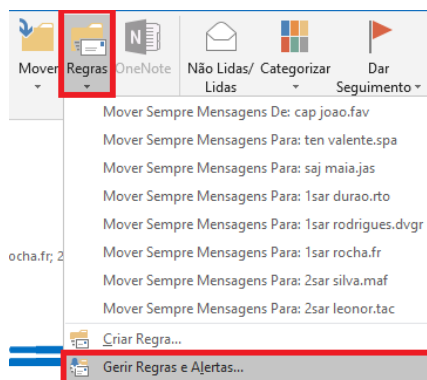 Mover Regras OneNote Não Lidas/ Categorizar Dar
Lidas Seguimento
Mover Sempre Mensagens De: cap joao.fav
Mover Sempre Mensagens Para: ten valente.spa
Mover Sempre Mensagens Para: saj maia.jas
Mover Sempre Mensagens Para: 1sar durao.rto
Mover Sempre Mensagens Para: 1sar rodrigues.dvgr
ocha.fr; 2
Mover Sempre Mensagens Para: 1sar rocha.fr
Mover Sempre Mensagens Para: 2sar silva.maf
Mover Sempre Mensagens Para: 2sar leonor.tac
Criar Regra...
Gerir Regras e Alertas...